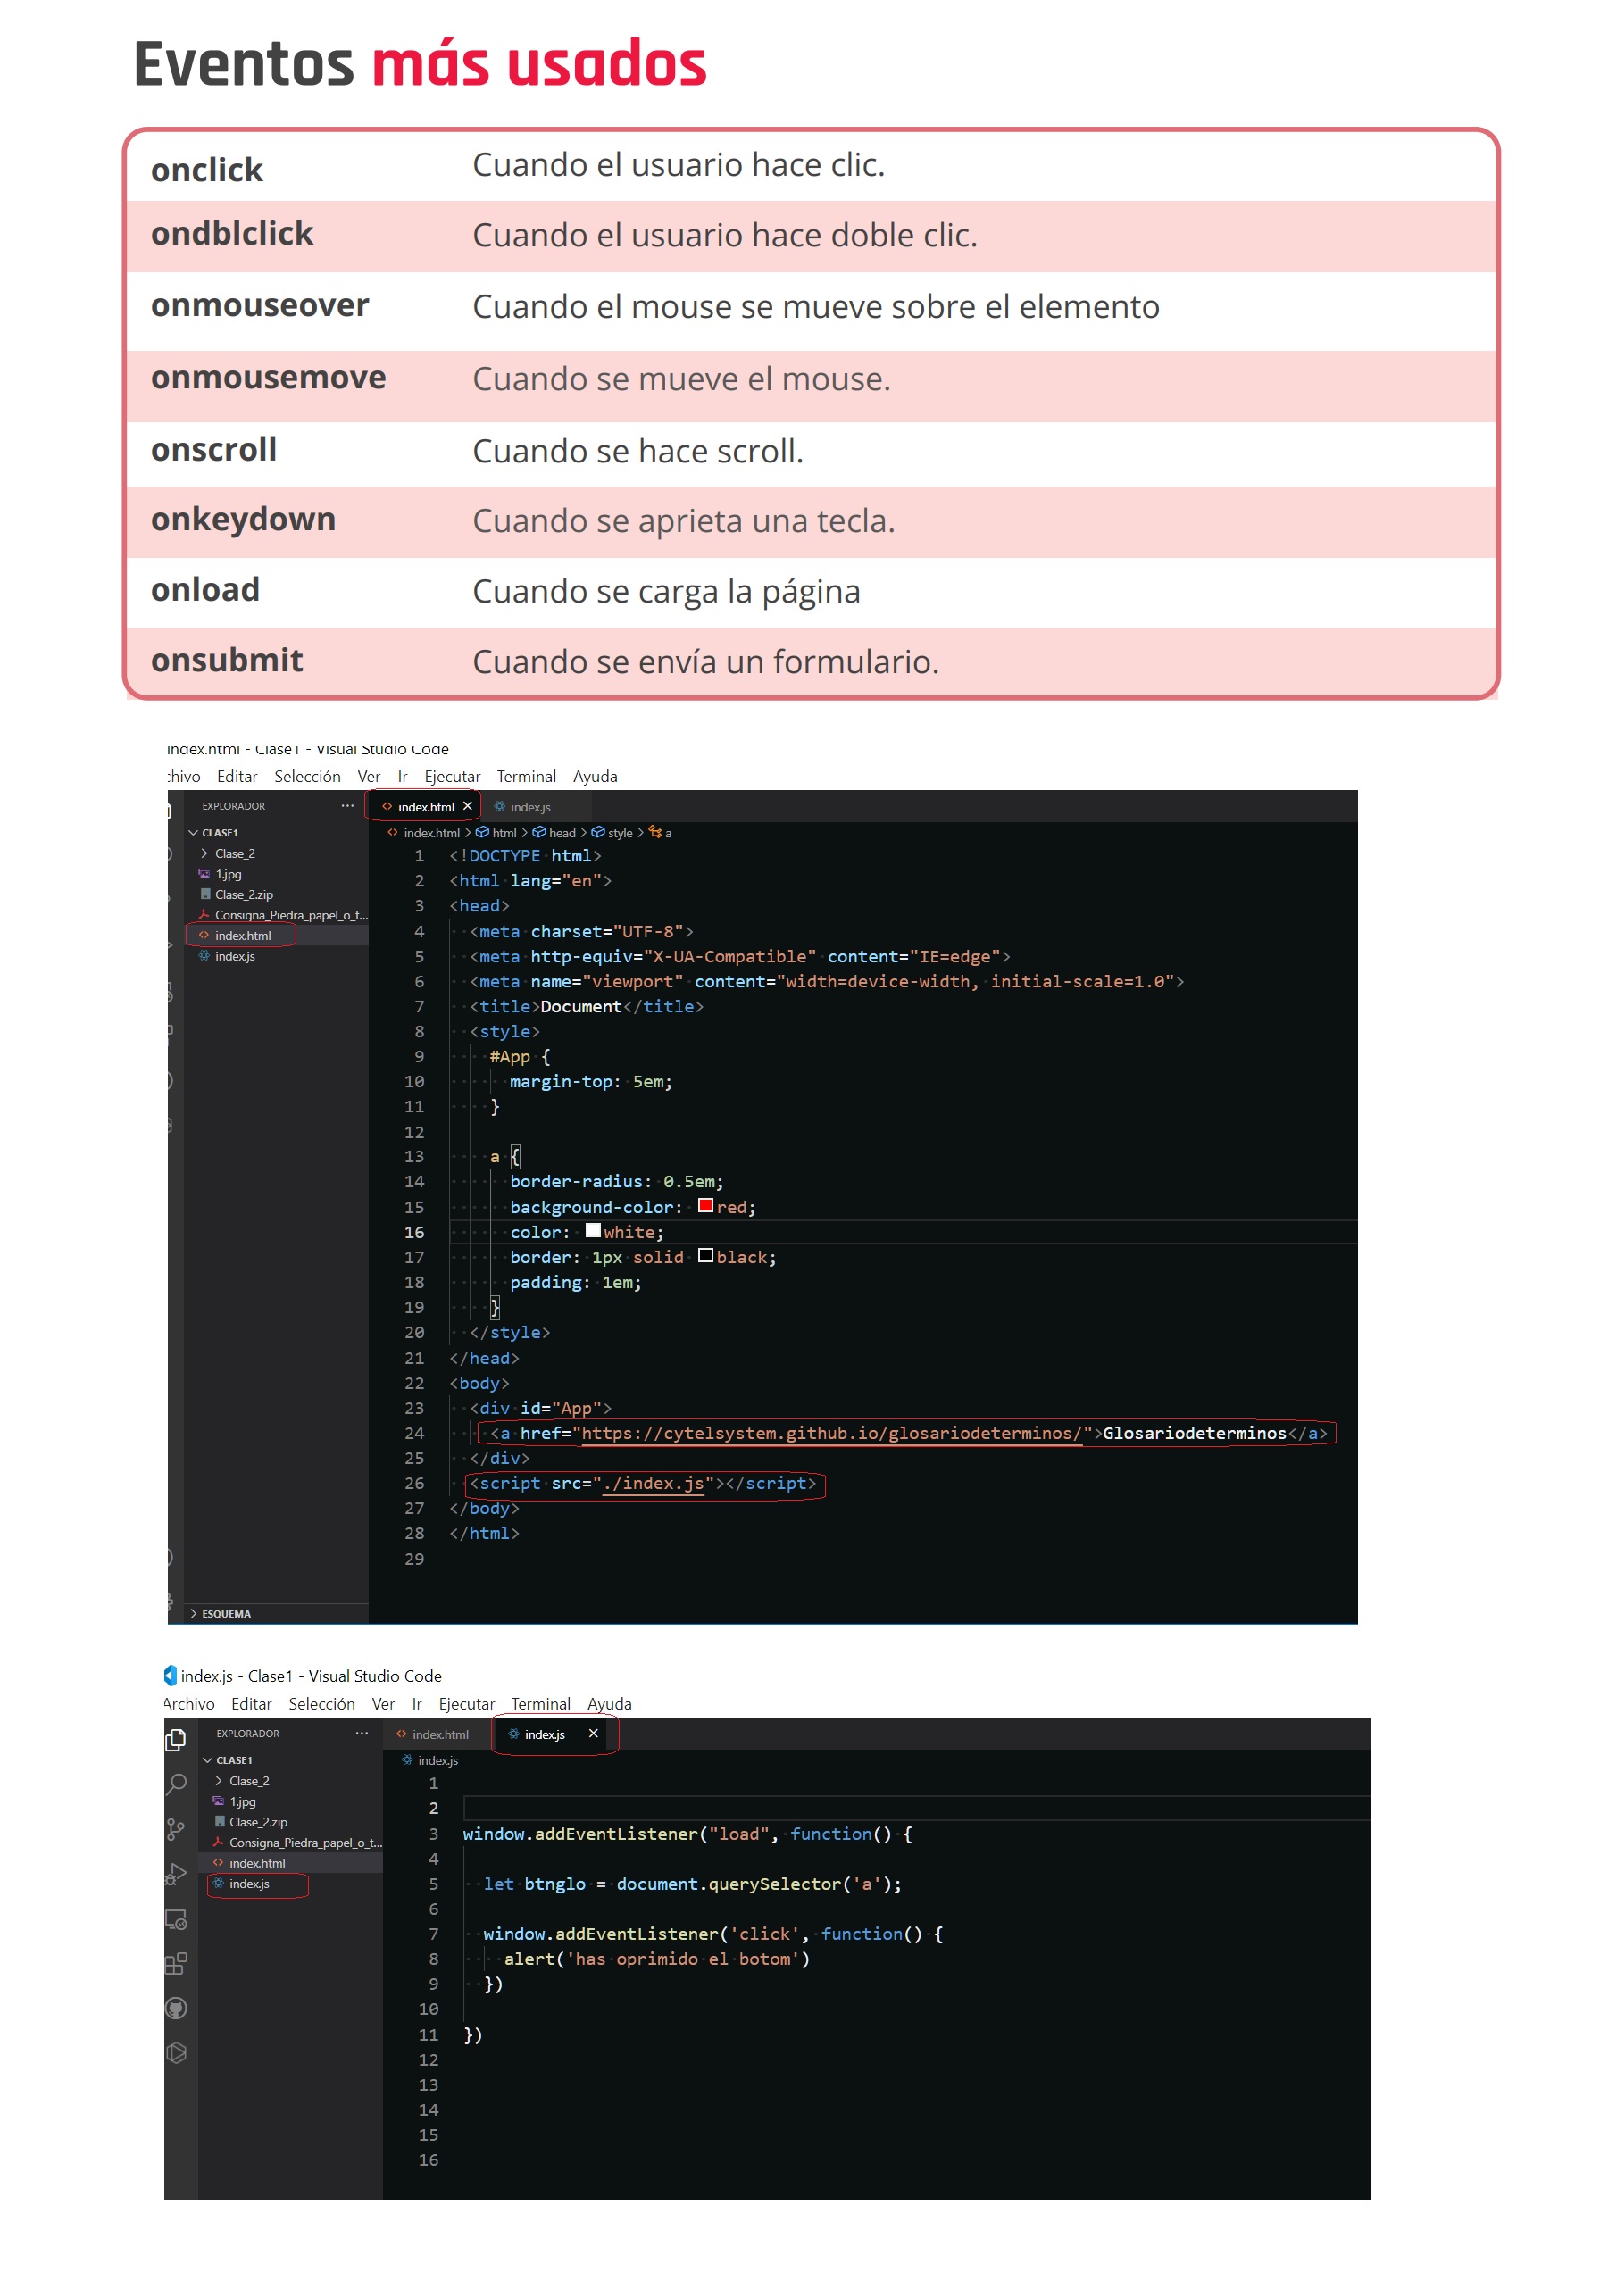 Eventos más usados
onclick Cuando el usuario hace clic.
ondblclick Cuando el usuario hace doble clic.
onmouseover Cuando el mouse se mueve sobre el elemento
onmousemove Cuando se mueve el mouse.
onscroll Cuando se hace scroll.
onkeydown Cuando se aprieta una tecla.
onload Cuando se carga la página
onsubmit Cuando se envía un formulario.
index.html - Clase1 - Visual Studio Code
chivo Editar Selección Ver Ir Ejecutar Terminal Ayuda
EXPLORADOR ··· index.html × index.js
CLASE1 index.html > html > head > style > a
Clase_2
1.jpg
Clase_2.zip
Consigna_Piedra_papel_o_t...
index.html
index.js
1 <!DOCTYPE html>
2 <html lang="en">
3 <head>
4 <meta charset="UTF-8">
5 <meta http-equiv="X-UA-Compatible" content="IE=edge">
6 <meta name="viewport" content="width=device-width, initial-scale=1.0">
7 <title>Document</title>
8 <style>
9 #App {
10 margin-top: 5em;
11 }
12
13 a {
14 border-radius: 0.5em;
15 background-color: red;
16 color: white;
17 border: 1px solid black;
18 padding: 1em;
19 }
20 </style>
21 </head>
22 <body>
23 <div id="App">
24 <a href="https://cytelsystem.github.io/glosariodeterminos/">Glosariodeterminos</a>
25 </div>
26 <script src="./index.js"></script>
27 </body>
28 </html>
29
ESQUEMA
index.js - Clase1 - Visual Studio Code
Archivo Editar Selección Ver Ir Ejecutar Terminal Ayuda
EXPLORADOR ··· index.html index.js ×
CLASE1 index.js
Clase_2
1.jpg
Clase_2.zip
Consigna_Piedra_papel_o_t...
index.html
index.js
1
2
3 window.addEventListener("load", function() {
4
5 let btnglo = document.querySelector('a');
6
7 window.addEventListener('click', function() {
8 alert('has oprimido el botom')
9 })
10
11 })
12
13
14
15
16